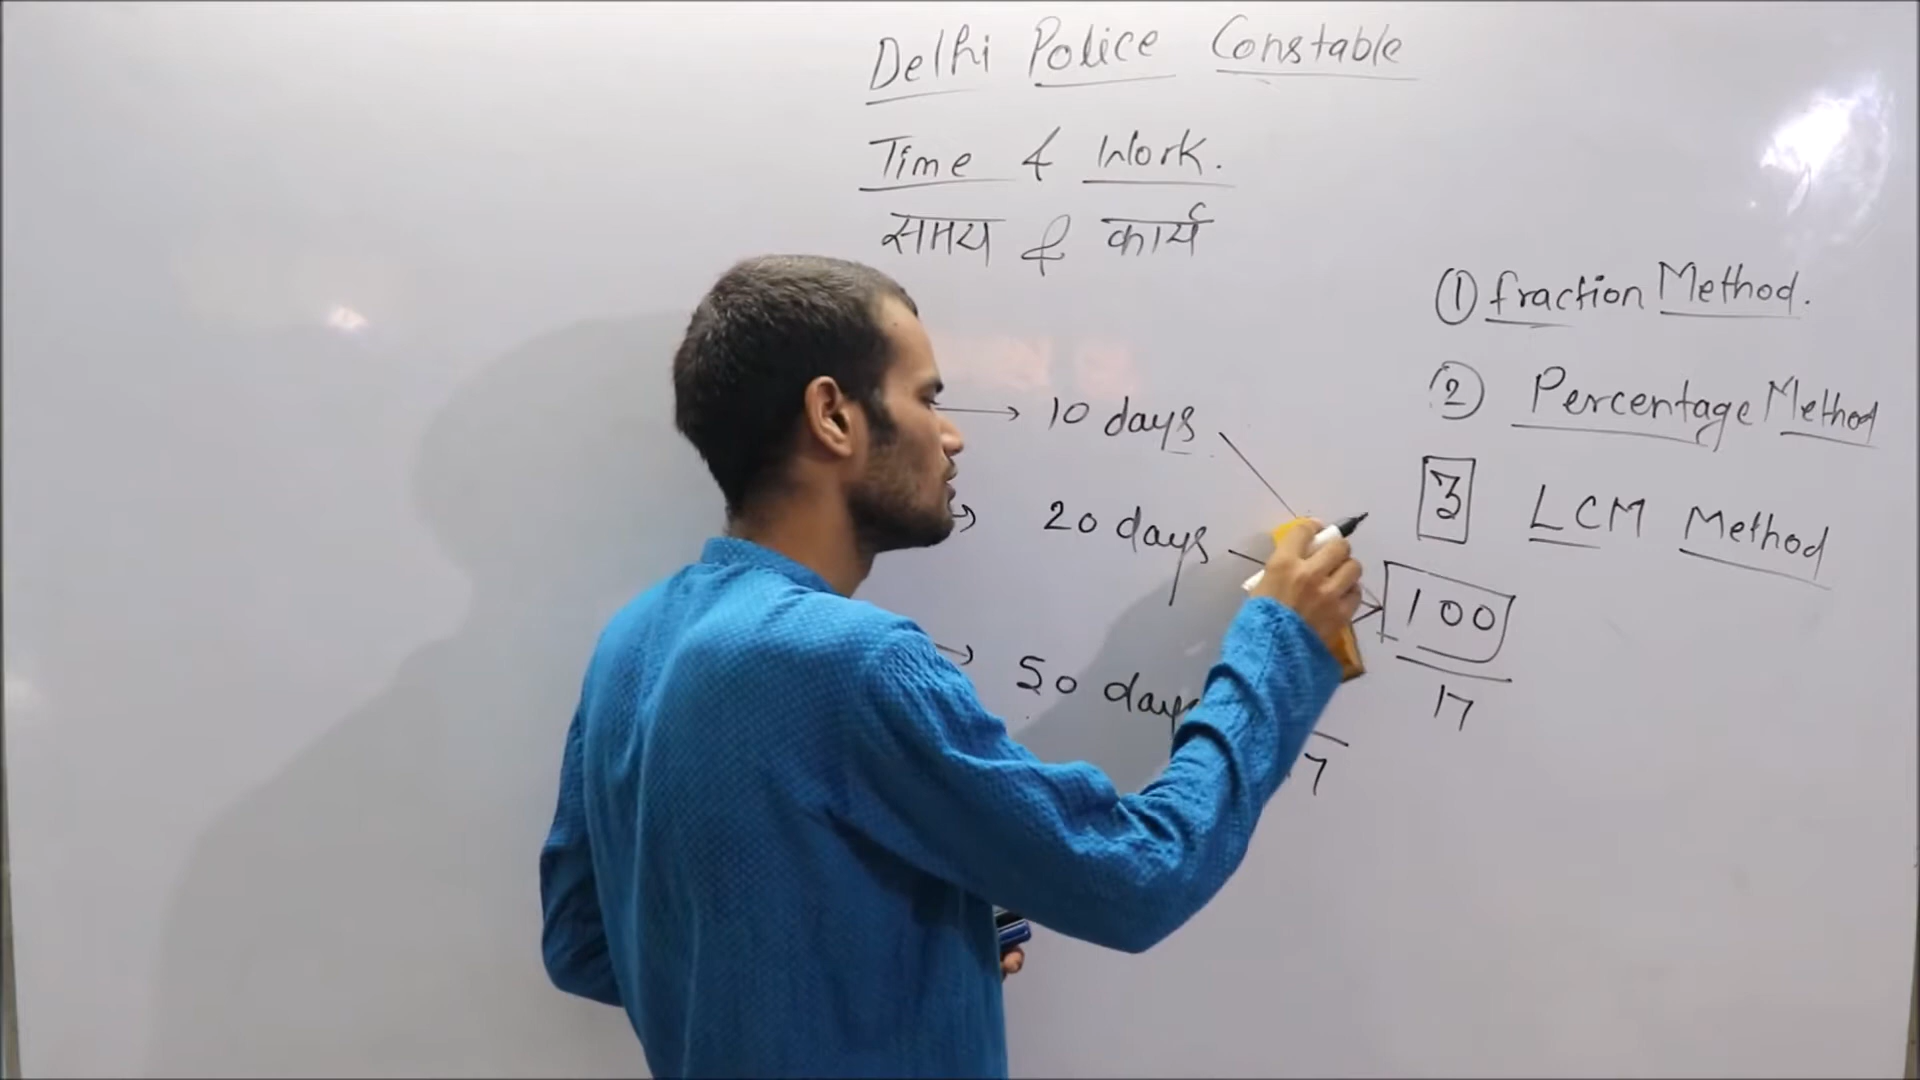 Delhi Police Constable
Time & Work.
समय & कार्य
① fraction Method.
② Percentage Method
3 LCM Method
→ 10 days
→ 20 days
→ 50 days
100
17
7